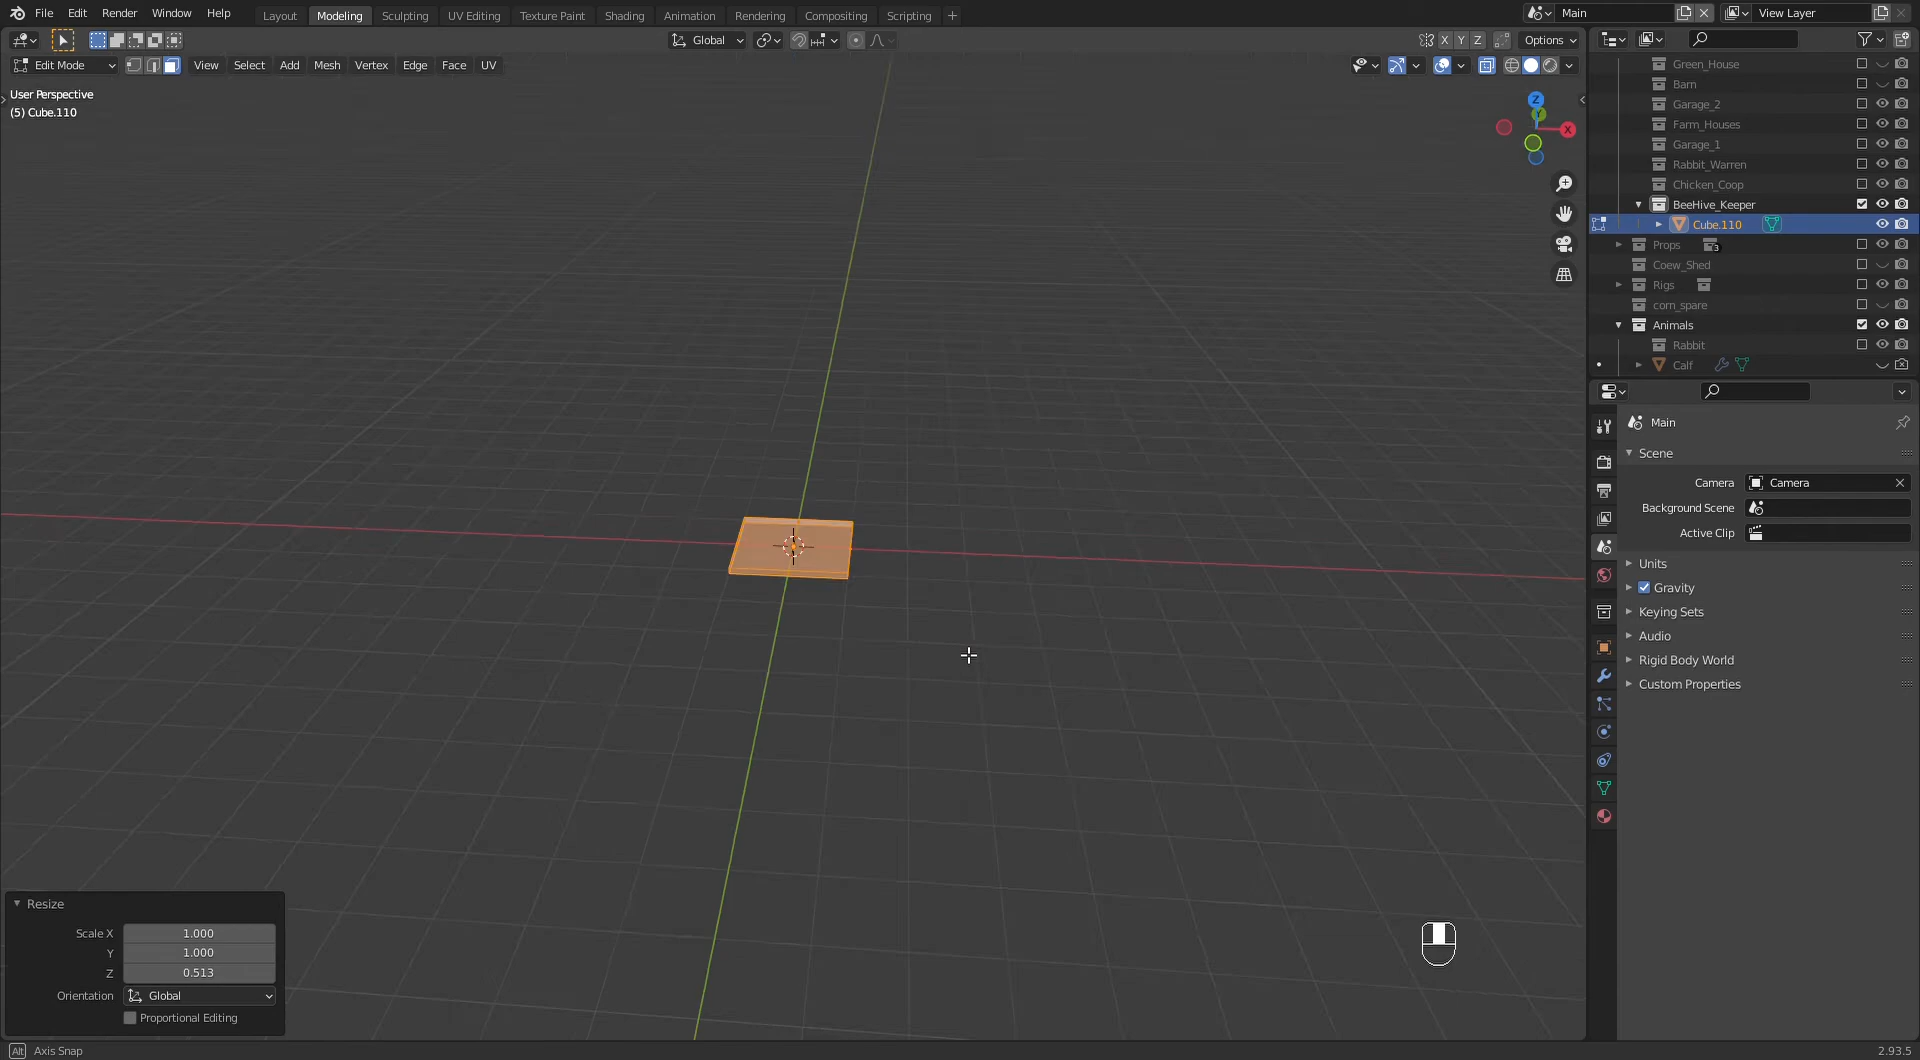 File Edit Render Window Help Layout Modeling Sculpting UV Editing Texture Paint Shading Animation Rendering Compositing Scripting + Main View Layer
Global X Y Z Options
Edit Mode View Select Add Mesh Vertex Edge Face UV
User Perspective
(5) Cube.110
Z Y X
Green_House
Barn
Garage_2
Farm_Houses
Garage_1
Rabbit_Warren
Chicken_Coop
BeeHive_Keeper
Cube.110
Props 3
Coew_Shed
Rigs
corn_spare
Animals
Rabbit
Calf
Main
Scene
Camera Camera
Background Scene
Active Clip
Units
Gravity
Keying Sets
Audio
Rigid Body World
Custom Properties
Resize
Scale X 1.000
Y 1.000
Z 0.513
Orientation Global
Proportional Editing
Alt Axis Snap 2.93.5